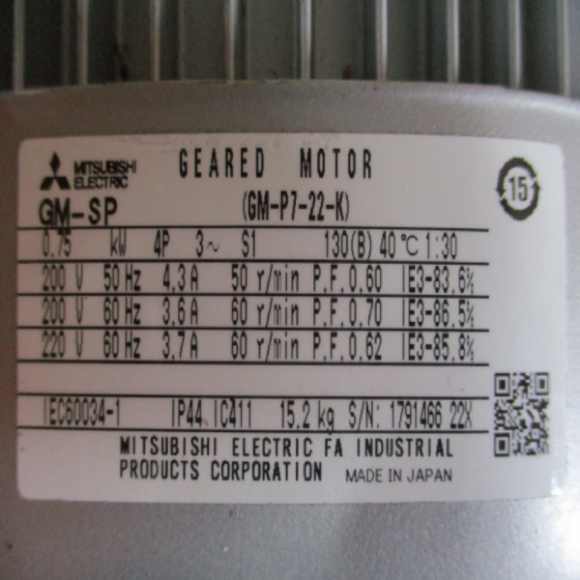 MITSUBISHI ELECTRIC GEARED MOTOR
15
GM-SP (GM-P7-22-K)
0.75 kW 4P 3~ S1 130(B) 40℃ 1:30
200 V 50 Hz 4.3 A 50 r/min P.F.0.60 IE3-83.6%
200 V 60 Hz 3.6 A 60 r/min P.F.0.70 IE3-86.5%
220 V 60 Hz 3.7 A 60 r/min P.F.0.62 IE3-85.8%
IEC60034-1 IP44 IC411 15.2 kg S/N: 1791466 22X
MITSUBISHI ELECTRIC FA INDUSTRIAL
PRODUCTS CORPORATION MADE IN JAPAN